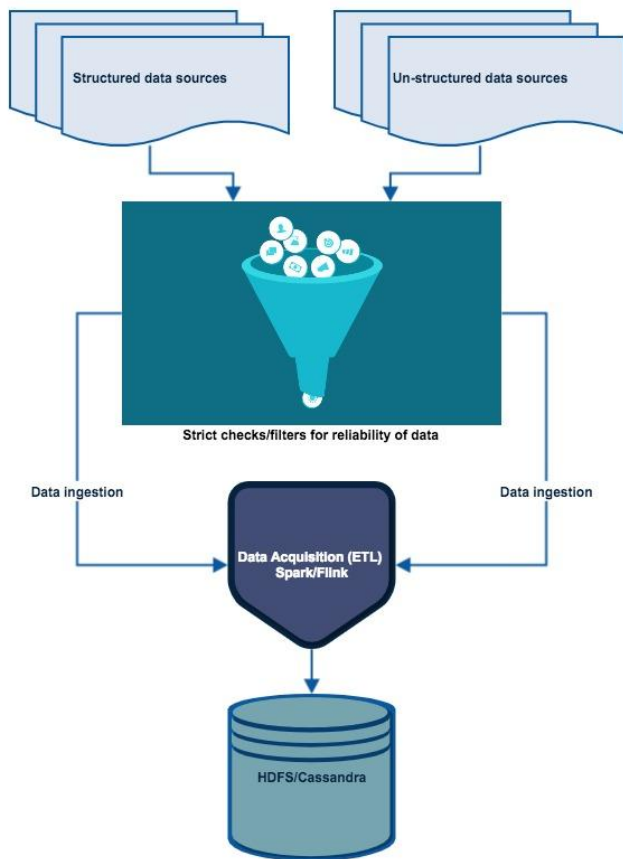 Structured data sources
Un-structured data sources
Strict checks/filters for reliability of data
Data ingestion
Data ingestion
Data Acquisition (ETL)
Spark/Flink
HDFS/Cassandra